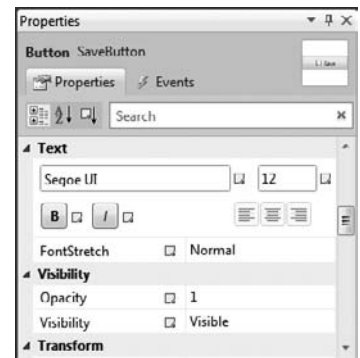 Properties
Button SaveButton
Properties Events
Search
Text
Segoe UI 12
B I
FontStretch Normal
Visibility
Opacity 1
Visibility Visible
Transform